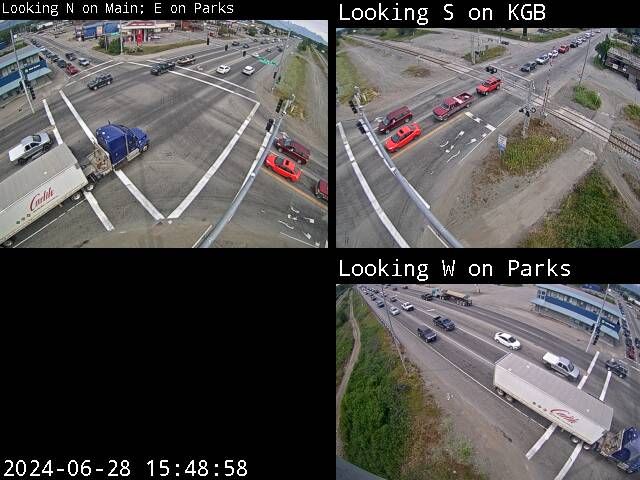 Looking N on Main; E on Parks
Looking S on KGB
Carlile
Looking W on Parks
Carlile
2024-06-28 15:48:58